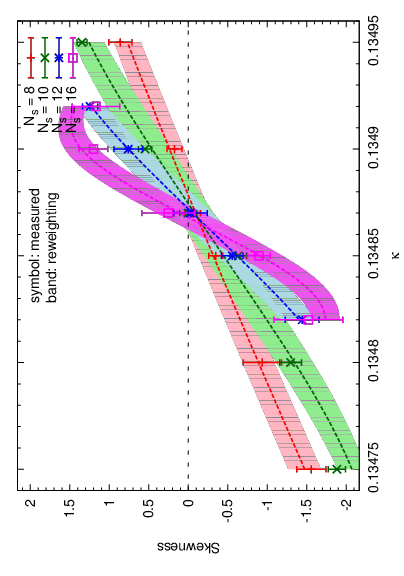 N_s = 8
N_s = 10
N_s = 12
N_s = 16
symbol: measured
band: reweighting
Skewness
2
1.5
1
0.5
0
-0.5
-1
-1.5
-2
0.13475
0.1348
0.13485
0.1349
0.13495
κ